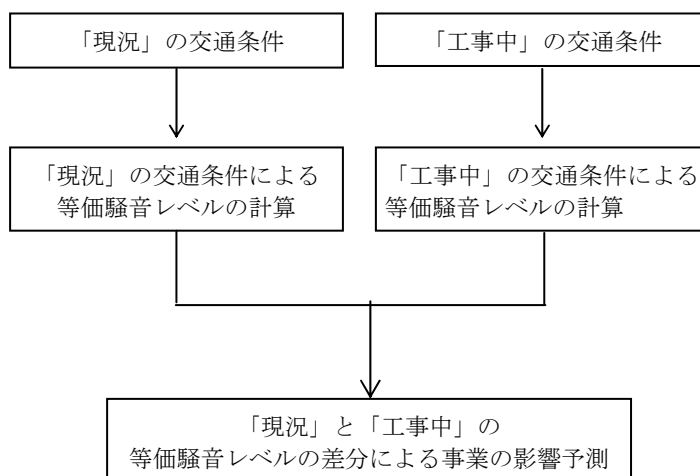 「現況」の交通条件
「工事中」の交通条件
「現況」の交通条件による
等価騒音レベルの計算
「工事中」の交通条件による
等価騒音レベルの計算
「現況」と「工事中」の
等価騒音レベルの差分による事業の影響予測